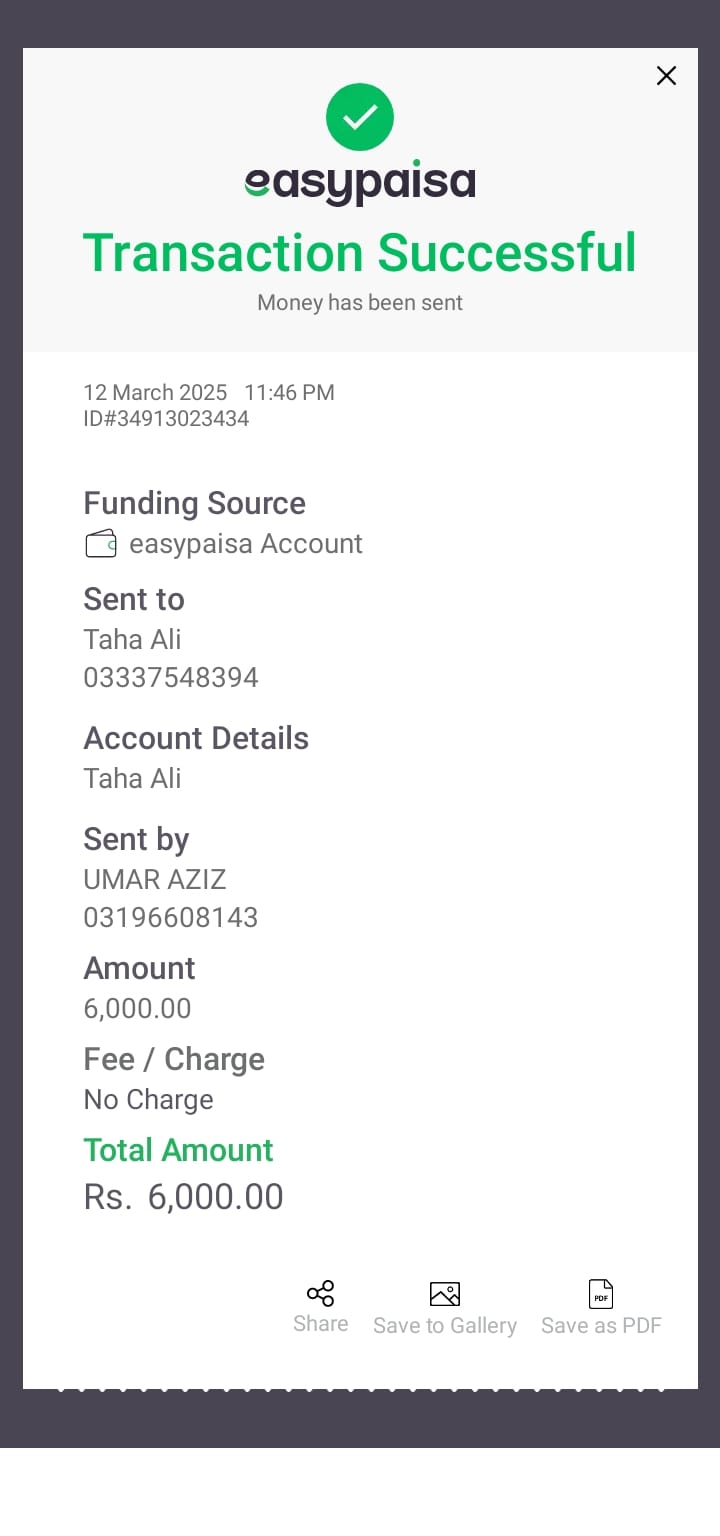 easypaisa
Transaction Successful
Money has been sent
12 March 2025 11:46 PM
ID#34913023434
Funding Source
easypaisa Account
Sent to
Taha Ali
03337548394
Account Details
Taha Ali
Sent by
UMAR AZIZ
03196608143
Amount
6,000.00
Fee / Charge
No Charge
Total Amount
Rs. 6,000.00
PDF
Share Save to Gallery Save as PDF